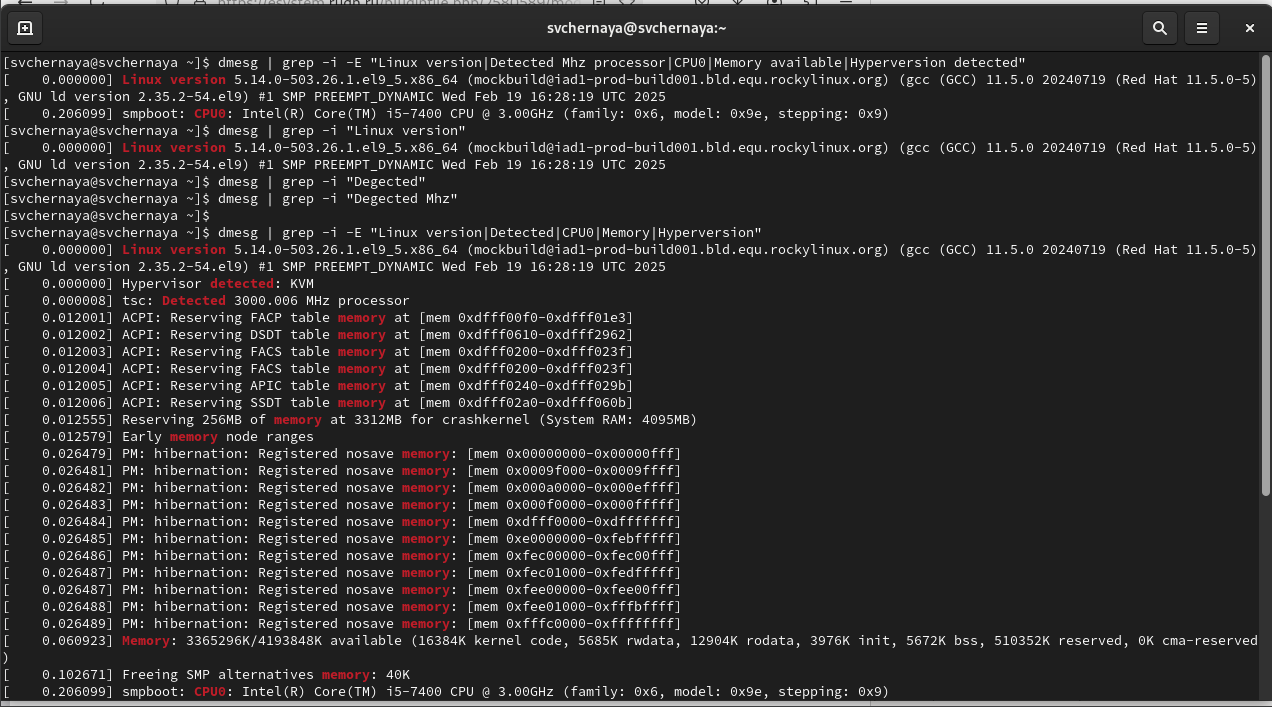 svchernaya@svchernaya:~
[svchernaya@svchernaya ~]$ dmesg | grep -i -E "Linux version|Detected Mhz processor|CPU0|Memory available|Hyperversion detected"
[    0.000000] Linux version 5.14.0-503.26.1.el9_5.x86_64 (mockbuild@iad1-prod-build001.bld.equ.rockylinux.org) (gcc (GCC) 11.5.0 20240719 (Red Hat 11.5.0-5)
, GNU ld version 2.35.2-54.el9) #1 SMP PREEMPT_DYNAMIC Wed Feb 19 16:28:19 UTC 2025
[    0.206099] smpboot: CPU0: Intel(R) Core(TM) i5-7400 CPU @ 3.00GHz (family: 0x6, model: 0x9e, stepping: 0x9)
[svchernaya@svchernaya ~]$ dmesg | grep -i "Linux version"
[    0.000000] Linux version 5.14.0-503.26.1.el9_5.x86_64 (mockbuild@iad1-prod-build001.bld.equ.rockylinux.org) (gcc (GCC) 11.5.0 20240719 (Red Hat 11.5.0-5)
, GNU ld version 2.35.2-54.el9) #1 SMP PREEMPT_DYNAMIC Wed Feb 19 16:28:19 UTC 2025
[svchernaya@svchernaya ~]$ dmesg | grep -i "Degected"
[svchernaya@svchernaya ~]$ dmesg | grep -i "Degected Mhz"
[svchernaya@svchernaya ~]$
[svchernaya@svchernaya ~]$ dmesg | grep -i -E "Linux version|Detected|CPU0|Memory|Hyperversion"
[    0.000000] Linux version 5.14.0-503.26.1.el9_5.x86_64 (mockbuild@iad1-prod-build001.bld.equ.rockylinux.org) (gcc (GCC) 11.5.0 20240719 (Red Hat 11.5.0-5)
, GNU ld version 2.35.2-54.el9) #1 SMP PREEMPT_DYNAMIC Wed Feb 19 16:28:19 UTC 2025
[    0.000000] Hypervisor detected: KVM
[    0.000008] tsc: Detected 3000.006 MHz processor
[    0.012001] ACPI: Reserving FACP table memory at [mem 0xdfff00f0-0xdfff01e3]
[    0.012002] ACPI: Reserving DSDT table memory at [mem 0xdfff0610-0xdfff2962]
[    0.012003] ACPI: Reserving FACS table memory at [mem 0xdfff0200-0xdfff023f]
[    0.012004] ACPI: Reserving FACS table memory at [mem 0xdfff0200-0xdfff023f]
[    0.012005] ACPI: Reserving APIC table memory at [mem 0xdfff0240-0xdfff029b]
[    0.012006] ACPI: Reserving SSDT table memory at [mem 0xdfff02a0-0xdfff060b]
[    0.012555] Reserving 256MB of memory at 3312MB for crashkernel (System RAM: 4095MB)
[    0.012579] Early memory node ranges
[    0.026479] PM: hibernation: Registered nosave memory: [mem 0x00000000-0x00000fff]
[    0.026481] PM: hibernation: Registered nosave memory: [mem 0x0009f000-0x0009ffff]
[    0.026482] PM: hibernation: Registered nosave memory: [mem 0x000a0000-0x000effff]
[    0.026483] PM: hibernation: Registered nosave memory: [mem 0x000f0000-0x000fffff]
[    0.026484] PM: hibernation: Registered nosave memory: [mem 0xdfff0000-0xdfffffff]
[    0.026485] PM: hibernation: Registered nosave memory: [mem 0xe0000000-0xfebfffff]
[    0.026486] PM: hibernation: Registered nosave memory: [mem 0xfec00000-0xfec00fff]
[    0.026487] PM: hibernation: Registered nosave memory: [mem 0xfec01000-0xfedfffff]
[    0.026487] PM: hibernation: Registered nosave memory: [mem 0xfee00000-0xfee00fff]
[    0.026488] PM: hibernation: Registered nosave memory: [mem 0xfee01000-0xfffbffff]
[    0.026489] PM: hibernation: Registered nosave memory: [mem 0xfffc0000-0xffffffff]
[    0.060923] Memory: 3365296K/4193848K available (16384K kernel code, 5685K rwdata, 12904K rodata, 3976K init, 5672K bss, 510352K reserved, 0K cma-reserved
)
[    0.102671] Freeing SMP alternatives memory: 40K
[    0.206099] smpboot: CPU0: Intel(R) Core(TM) i5-7400 CPU @ 3.00GHz (family: 0x6, model: 0x9e, stepping: 0x9)